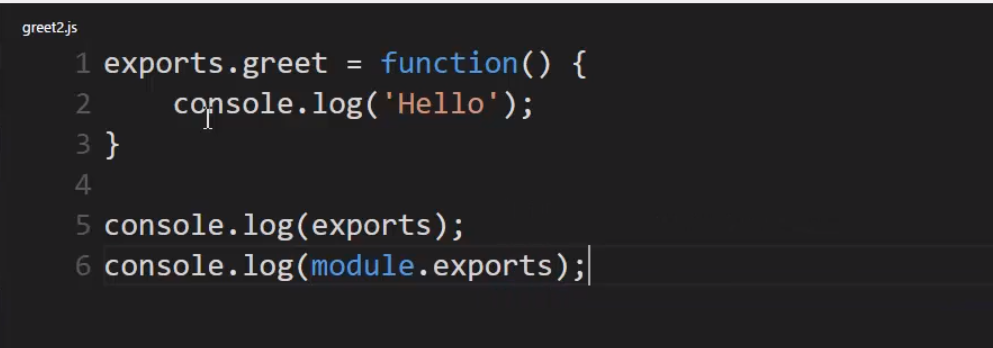 greet2.js
1 exports.greet = function() {
2     console.log('Hello');
3 }
4
5 console.log(exports);
6 console.log(module.exports);